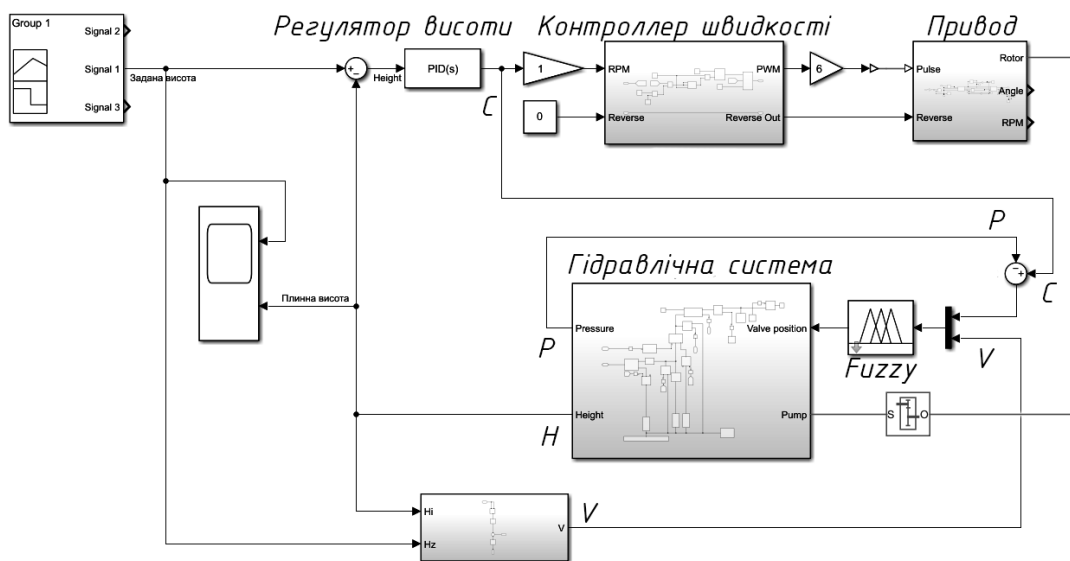 Group 1
Signal 2
Signal 1
Signal 3
Задана висота
Регулятор висоти
Height
PID(s)
C
1
0
Контроллер швидкості
RPM
PWM
Reverse
Reverse Out
6
Привод
Pulse
Rotor
Angle
Reverse
RPM
Плинна висота
P
C
Гідравлічна система
Pressure
Valve position
P
Fuzzy
V
Height
Pump
H
S
O
Hi
V
V
Hz